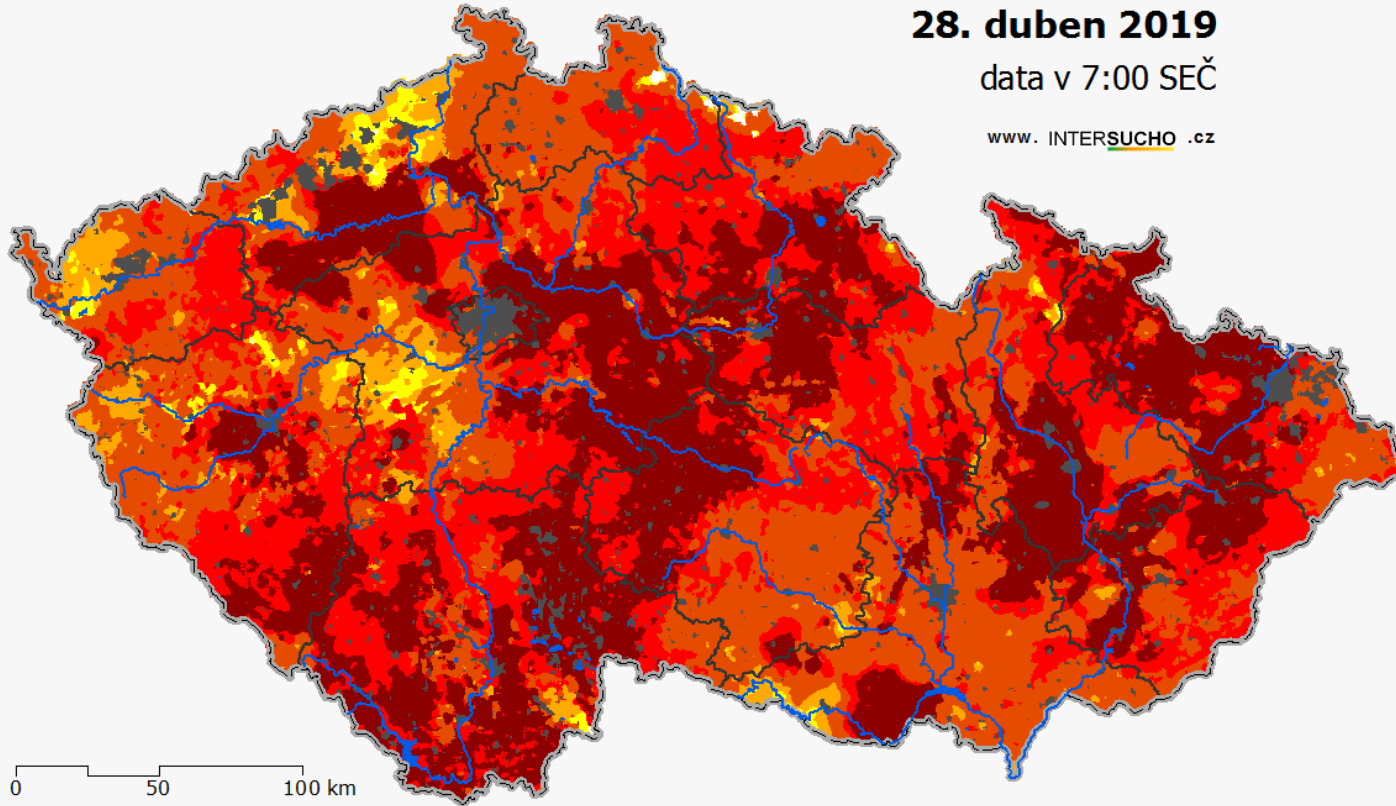 28. duben 2019
data v 7:00 SEČ
www. INTERSUCHO .cz
0 50 100 km